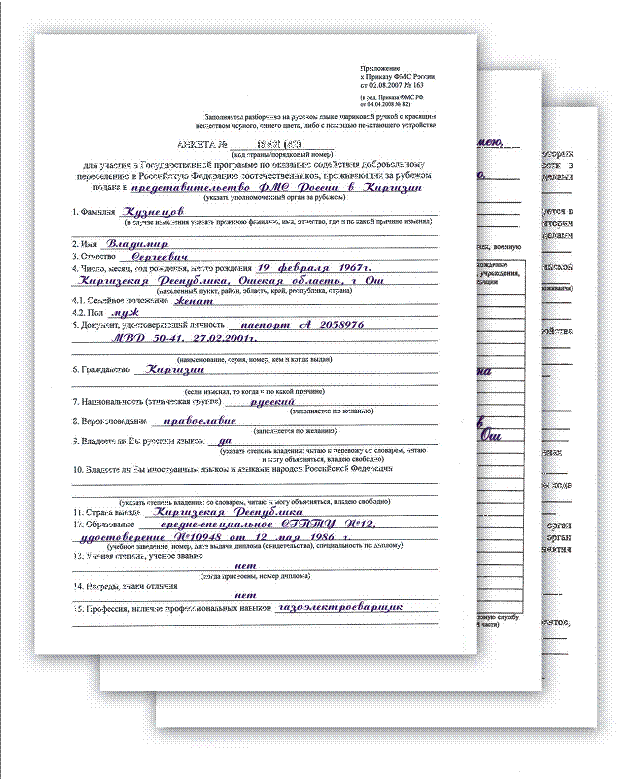 Приложение
к Приказу ФМС России
от 02.08.2007 № 163
(в ред. Приказа ФМС РФ
от 04.04.2008 № 82)
Заполняется разборчиво на русском языке шариковой ручкой с красящим
веществом черного, синего цвета, либо с помощью печатающего устройства
АНКЕТА №
(код страны/порядковый номер)
для участия в Государственной программе по оказанию содействия добровольному
переселению в Российскую Федерацию соотечественников, проживающих за рубежом
подана в представительство ФМС России в Киргизии
(указать уполномоченный орган за рубежом)
1. Фамилия Кузнецов
(в случае изменения указать прежнюю фамилию, имя, отчество, где и по какой причине изменял)
2. Имя Владимир
3. Отчество Сергеевич
4. Число, месяц, год рождения, место рождения 19 февраля 1967г.
Киргизская Республика, Ошская область, г Ош
(населенный пункт, район, область, край, республика, страна)
4.1. Семейное положение женат
4.2. Пол муж
5. Документ, удостоверяющий личность паспорт А 2058976
МВД 50-41, 27.02.2001г.
(наименование, серия, номер, кем и когда выдан)
6. Гражданство Киргизии
(если изменял, то когда и по какой причине)
7. Национальность (этническая группа) русский
(заполняется по желанию)
8. Вероисповедание православие
(заполняется по желанию)
9. Владеете ли Вы русским языком да
(указать степень владения: читаю и перевожу со словарем, читаю
и могу объясняться, владею свободно)
10. Владеете ли Вы иностранным языком и языками народов Российской Федерации
(указать степень владения: со словарем, читаю и могу объясняться, владею свободно)
11. Страна выезда Киргизская Республика
12. Образование средне-специальное СГПТУ №12,
удостоверение №10948 от 12 мая 1986 г.
(учебное заведение, номер, дата выдачи диплома (свидетельства), специальность по диплому)
13. Ученая степень, ученое звание
нет
(когда присвоены, номер диплома)
14. Награды, знаки отличия
нет
15. Профессия, наличие профессиональных навыков газоэлектросварщик